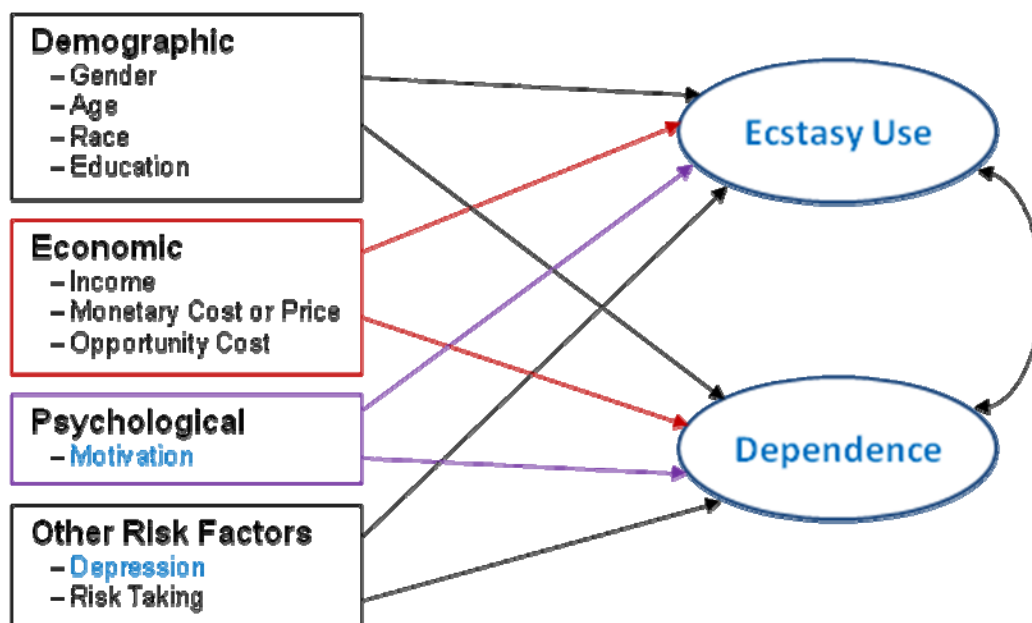 Demographic
– Gender
– Age
– Race
– Education
Economic
– Income
– Monetary Cost or Price
– Opportunity Cost
Psychological
– Motivation
Other Risk Factors
– Depression
– Risk Taking
Ecstasy Use
Dependence